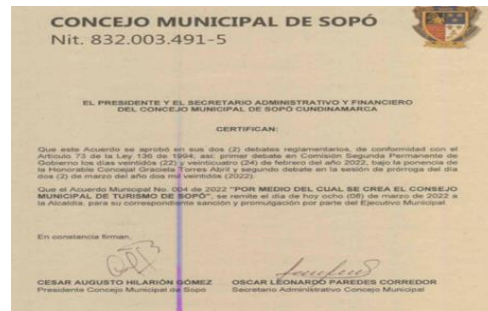 CONCEJO MUNICIPAL DE SOPÓ
Nit. 832.003.491-5
EL PRESIDENTE Y EL SECRETARIO ADMINISTRATIVO Y FINANCIERO
DEL CONCEJO MUNICIPAL DE SOPÓ CUNDINAMARCA
CERTIFICAN:
Que este Acuerdo se aprobó en sus dos (2) debates reglamentarios, de conformidad con el
Artículo 73 de la Ley 136 de 1994; así: primer debate en Comisión Segunda Permanente de
Gobierno los días veintidós (22) y veinticuatro (24) de febrero del año 2022, bajo la ponencia de
la Honorable Concejal Graciela Torres Abril y segundo debate en la sesión de prórroga del día
dos (2) de marzo del año dos mil veintidós (2022).
Que el Acuerdo Municipal No. 004 de 2022 "POR MEDIO DEL CUAL SE CREA EL CONSEJO
MUNICIPAL DE TURISMO DE SOPÓ", se remite el día de hoy ocho (08) de marzo de 2022 a
la Alcaldía, para su correspondiente sanción y promulgación por parte del Ejecutivo Municipal.
En constancia firman,
CESAR AUGUSTO HILARIÓN GÓMEZ OSCAR LEONARDO PAREDES CORREDOR
Presidente Concejo Municipal de Sopó Secretario Administrativo Concejo Municipal